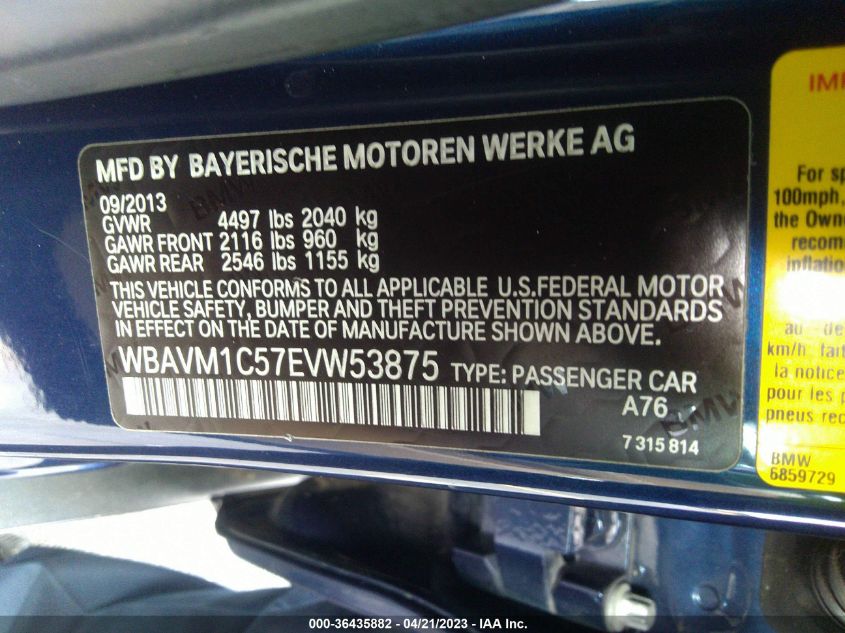 MFD BY BAYERISCHE MOTOREN WERKE AG
09/2013
GVWR 4497 lbs 2040 kg
GAWR FRONT 2116 lbs 960 kg
GAWR REAR 2546 lbs 1155 kg
THIS VEHICLE CONFORMS TO ALL APPLICABLE U.S.FEDERAL MOTOR
VEHICLE SAFETY, BUMPER AND THEFT PREVENTION STANDARDS
IN EFFECT ON THE DATE OF MANUFACTURE SHOWN ABOVE.
WBAVM1C57EVW53875 TYPE: PASSENGER CAR
A76
7 315 814
IMP
For sp
100mph,
the Owne
recom
inflatio
au de
km/h fait
la notice
pour les p
pneus rec
BMW
6859729
000-36435882 - 04/21/2023 - IAA Inc.